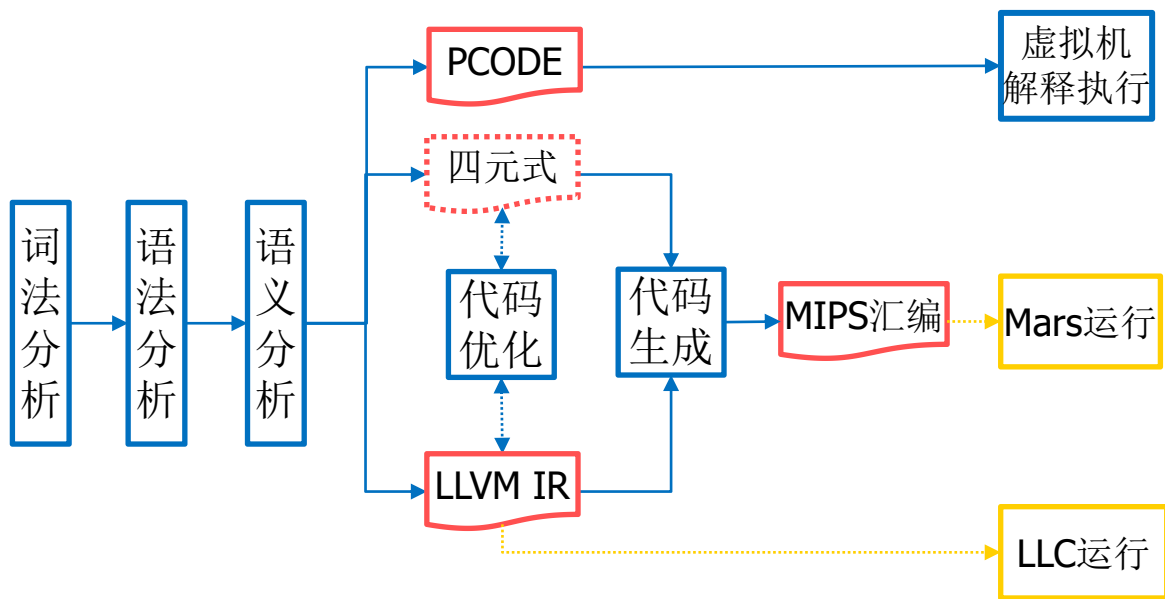 词法分析
语法分析
语义分析
PCODE
四元式
代码
优化
LLVM IR
代码
生成
MIPS汇编
虚拟机
解释执行
Mars运行
LLC运行